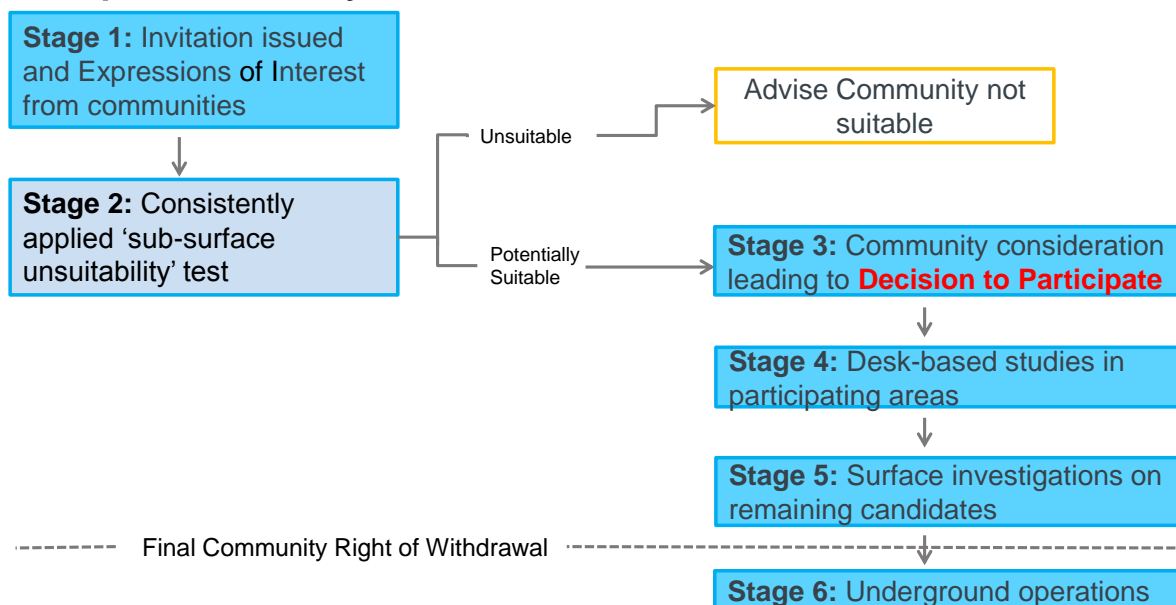 Stage 1: Invitation issued
and Expressions of Interest
from communities
Unsuitable
Advise Community not
suitable
Stage 2: Consistently
applied ‘sub-surface
unsuitability’ test
Potentially
Suitable
Stage 3: Community consideration
leading to Decision to Participate
Stage 4: Desk-based studies in
participating areas
Stage 5: Surface investigations on
remaining candidates
Final Community Right of Withdrawal
Stage 6: Underground operations